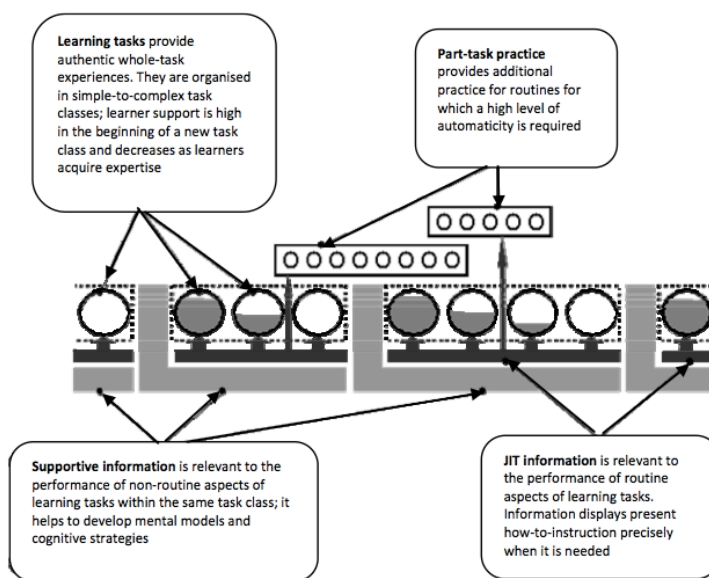 Learning tasks provide
authentic whole-task
experiences. They are organised
in simple-to-complex task
classes; learner support is high
in the beginning of a new task
class and decreases as learners
acquire expertise
Part-task practice
provides additional
practice for routines for
which a high level of
automaticity is required
Supportive information is relevant to the
performance of non-routine aspects
of learning tasks within the same task class; it
helps to develop mental models and
cognitive strategies
JIT information is relevant to
the performance of routine
aspects of learning tasks.
Information displays present
how-to-instruction precisely
when it is needed